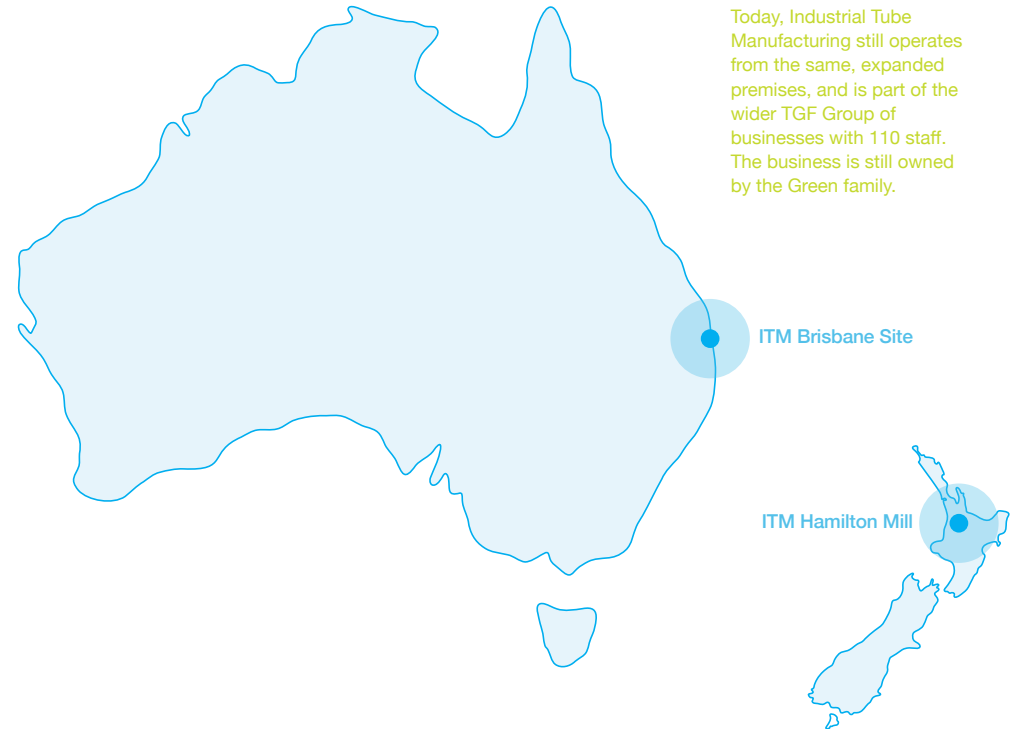 Today, Industrial Tube
Manufacturing still operates
from the same, expanded
premises, and is part of the
wider TGF Group of
businesses with 110 staff.
The business is still owned
by the Green family.
ITM Brisbane Site
ITM Hamilton Mill